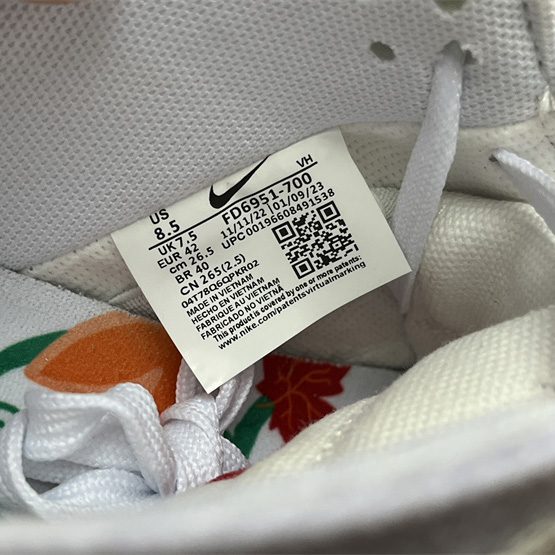 VH
US
8.5
FD6951-700
UK 7.5
11/11/22 | 01/09/23
EUR 42
UPC 00196608491538
cm 26.5
BR 40
CN 265(2.5)
04T78Q6QPKR02
MADE IN VIETNAM
HECHO EN VIETNAM
FABRIQUE AU VIETNAM
FABRICADO NO VIETNÃ
This product is covered by one or more patents:
www.nike.com/patentsvirtualmarking